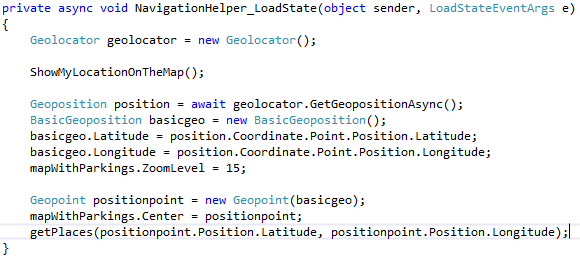 private async void NavigationHelper_LoadState(object sender, LoadStateEventArgs e)
{
Geolocator geolocator = new Geolocator();
ShowMyLocationOnTheMap();
Geoposition position = await geolocator.GetGeopositionAsync();
BasicGeoposition basicgeo = new BasicGeoposition();
basicgeo.Latitude = position.Coordinate.Point.Position.Latitude;
basicgeo.Longitude = position.Coordinate.Point.Position.Longitude;
mapWithParkings.ZoomLevel = 15;
Geopoint positionpoint = new Geopoint(basicgeo);
mapWithParkings.Center = positionpoint;
getPlaces(positionpoint.Position.Latitude, positionpoint.Position.Longitude);
}